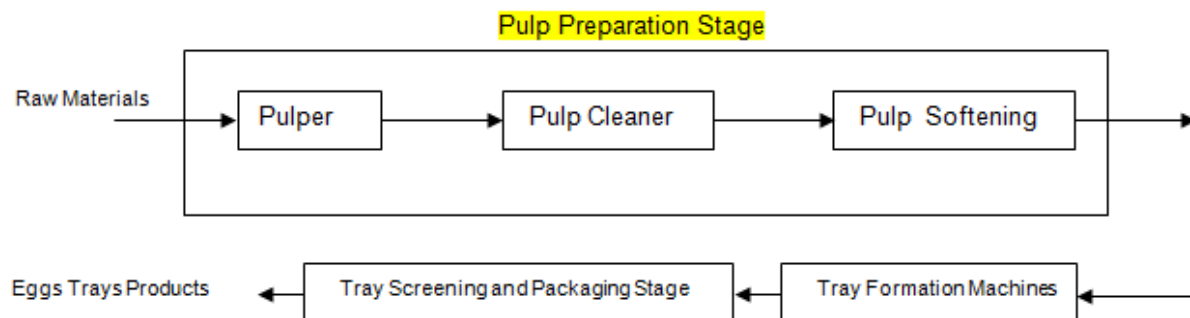 Pulp Preparation Stage
Raw Materials
Pulper
Pulp Cleaner
Pulp Softening
Eggs Trays Products
Tray Screening and Packaging Stage
Tray Formation Machines